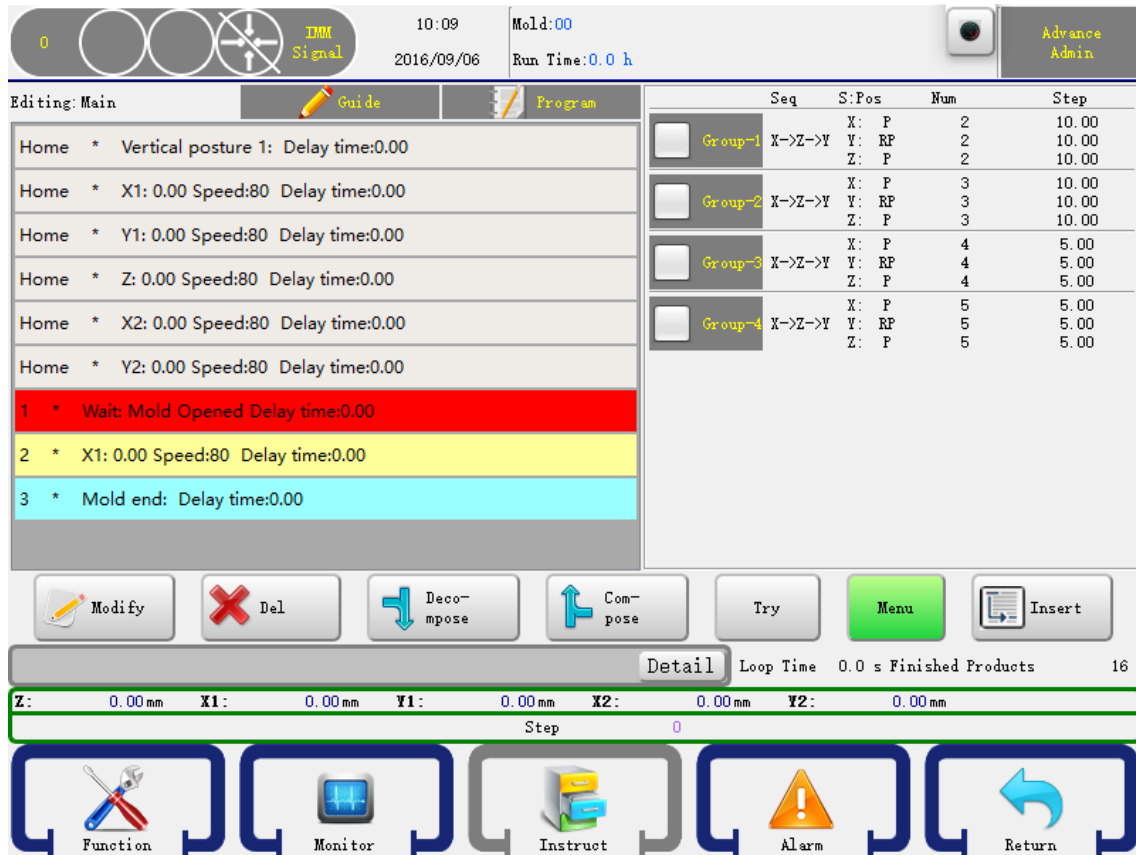 0 IMM Signal 10:09 2016/09/06 Mold:00 Run Time:0.0 h Advance Admin
Editing:Main Guide Program
Home * Vertical posture 1: Delay time:0.00
Home * X1: 0.00 Speed:80 Delay time:0.00
Home * Y1: 0.00 Speed:80 Delay time:0.00
Home * Z: 0.00 Speed:80 Delay time:0.00
Home * X2: 0.00 Speed:80 Delay time:0.00
Home * Y2: 0.00 Speed:80 Delay time:0.00
1 * Wait: Mold Opened Delay time:0.00
2 * X1: 0.00 Speed:80 Delay time:0.00
3 * Mold end: Delay time:0.00
Seq S:Pos Num Step
Group-1 X->Z->Y
X: P 2 10.00
Y: RP 2 10.00
Z: P 2 10.00
Group-2 X->Z->Y
X: P 3 10.00
Y: RP 3 10.00
Z: P 3 10.00
Group-3 X->Z->Y
X: P 4 5.00
Y: RP 4 5.00
Z: P 4 5.00
Group-4 X->Z->Y
X: P 5 5.00
Y: RP 5 5.00
Z: P 5 5.00
Modify Del Deco-mpose Com-pose Try Menu Insert
Detail Loop Time 0.0 s Finished Products 16
Z: 0.00mm X1: 0.00mm Y1: 0.00mm X2: 0.00mm Y2: 0.00mm
Step 0
Function Monitor Instruct Alarm Return